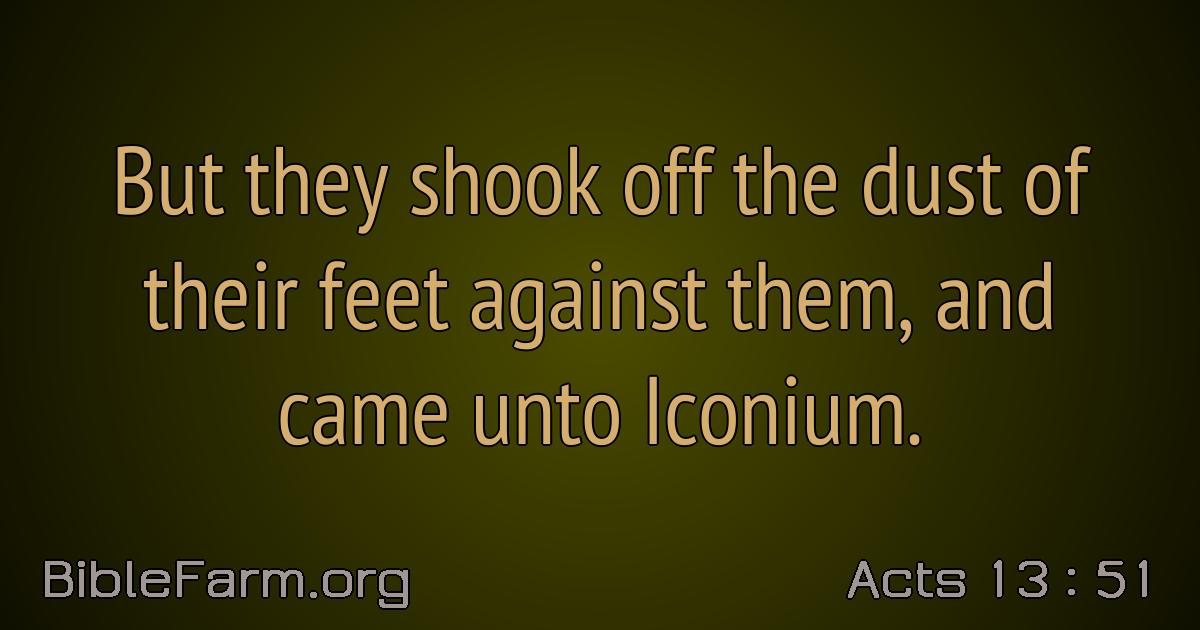 But they shook off the dust of
their feet against them, and
came unto Iconium.
BibleFarm.org
Acts 13:51